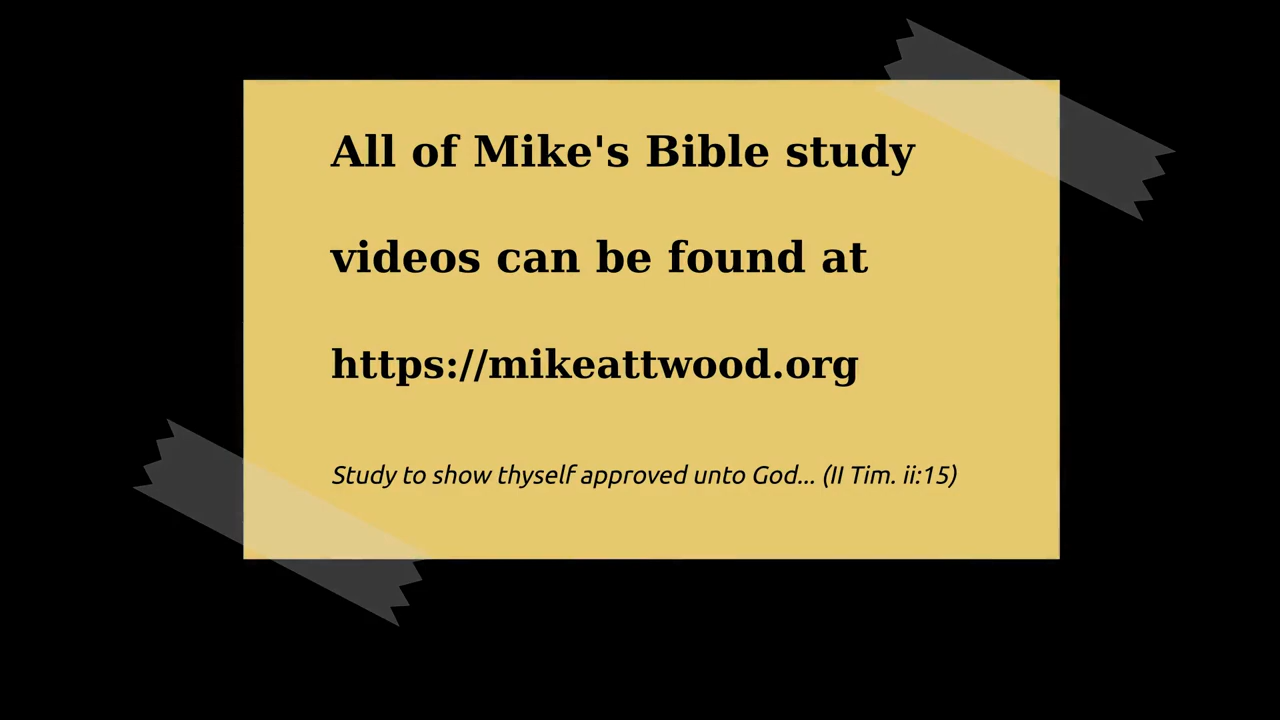 All of Mike's Bible study
videos can be found at
https://mikeattwood.org
Study to show thyself approved unto God... (II Tim. ii:15)